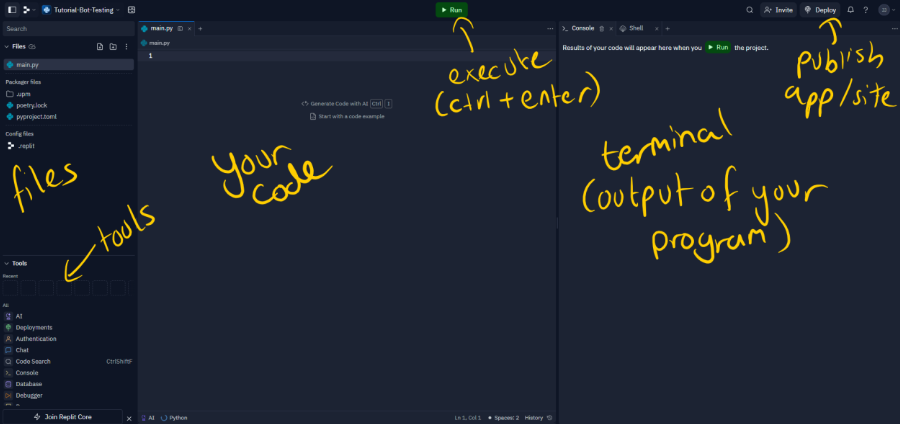 Tutorial-Bot-Testing
Run
Invite
Deploy
Search
Files
main.py
Packager files
.upm
poetry.lock
pyproject.toml
Config files
.replit
files
tools
Tools
Recent
All
AI
Deployments
Authentication
Chat
Code Search CtrlShiftF
Console
Database
Debugger
Join Replit Core
main.py
main.py
1
Generate Code with AI Ctrl I
Start with a code example
your
code
execute
(ctrl + enter)
AI Python
Ln 1, Col 1 Spaces: 2 History
Console
Shell
Results of your code will appear here when you Run the project.
publish
app/site
terminal
(output of your
program)